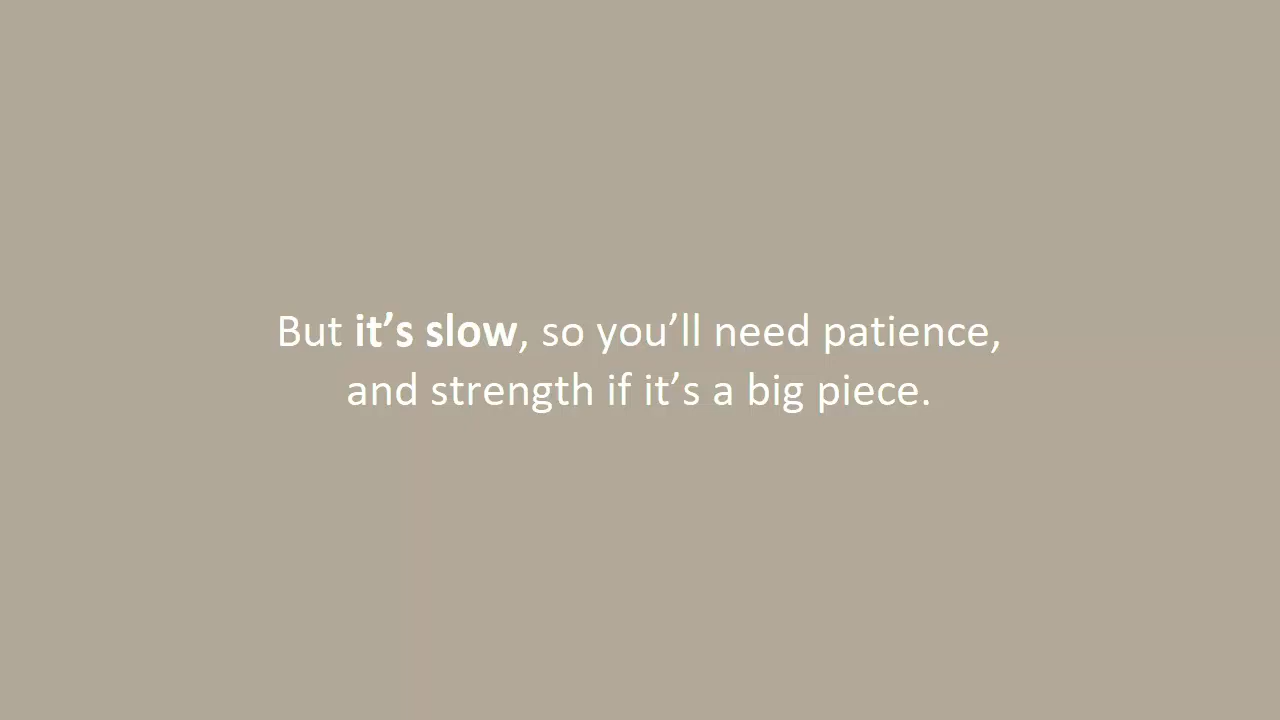 But it’s slow, so you’ll need patience,
and strength if it’s a big piece.